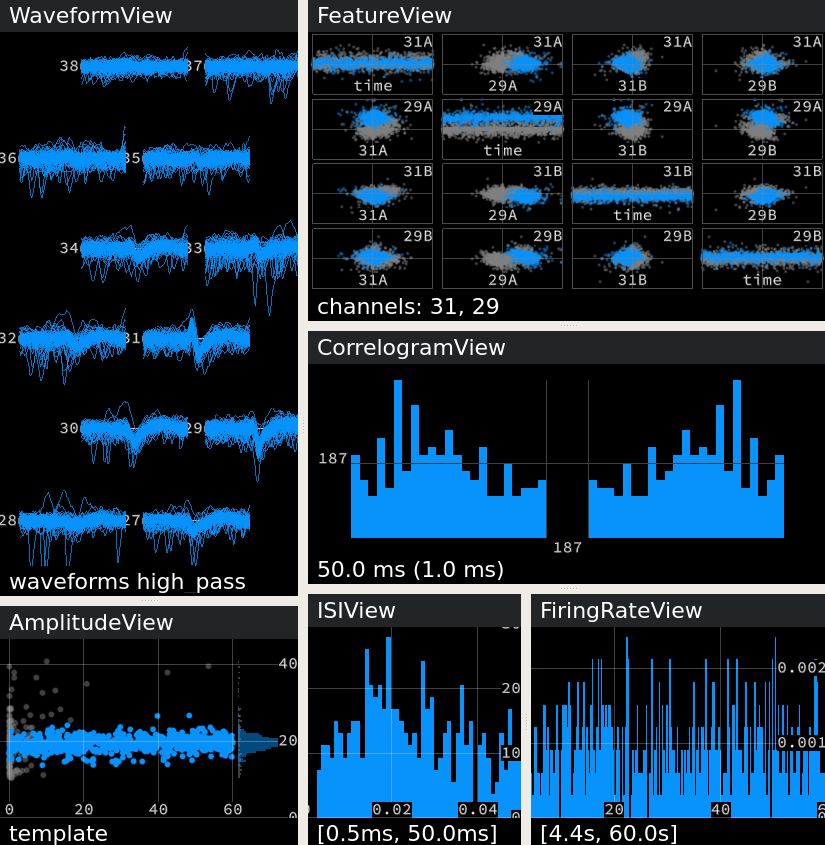 WaveformView
38
37
36
35
34
33
32
31
30
29
28
27
waveforms high_pass
FeatureView
31A
31A
31A
31A
time
29A
31B
29B
29A
29A
29A
29A
31A
time
31B
29B
31B
31B
31B
31B
31A
29A
time
29B
29B
29B
29B
29B
31A
29A
31B
time
channels: 31, 29
CorrelogramView
187
187
50.0 ms (1.0 ms)
AmplitudeView
40
20
0
0
20
40
60
template
ISIView
20
10
0
0.02
0.04
[0.5ms, 50.0ms]
FiringRateView
0.002
0.001
20
40
[4.4s, 60.0s]